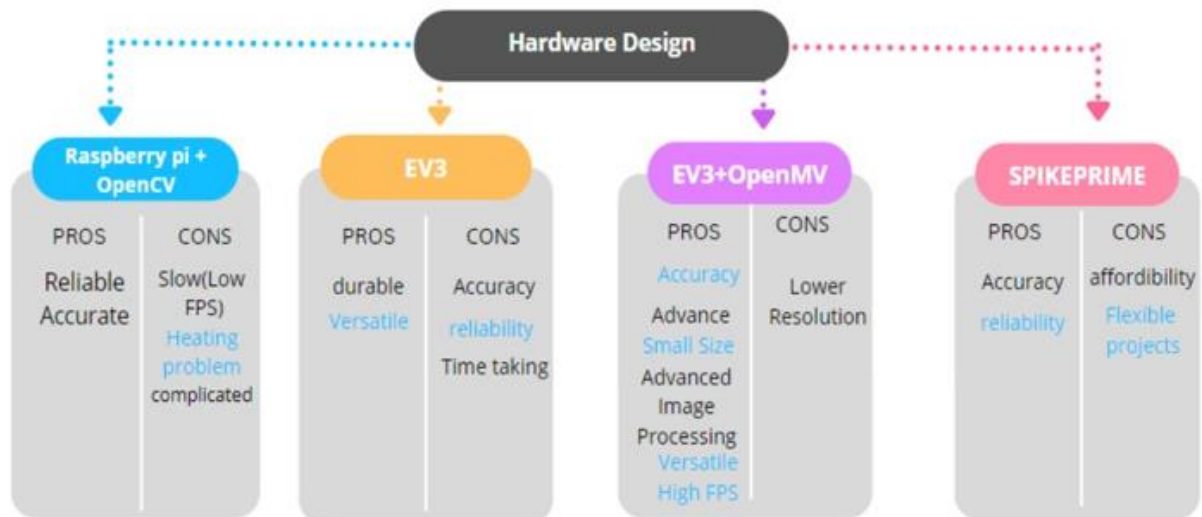 Hardware Design
Raspberry pi +
OpenCV
PROS
Reliable
Accurate
CONS
Slow(Low
FPS)
Heating
problem
complicated
EV3
PROS
durable
Versatile
CONS
Accuracy
reliability
Time taking
EV3+OpenMV
PROS
Accuracy
Advance
Small Size
Advanced
Image
Processing
Versatile
High FPS
CONS
Lower
Resolution
SPIKEPRIME
PROS
Accuracy
reliability
CONS
affordibility
Flexible
projects